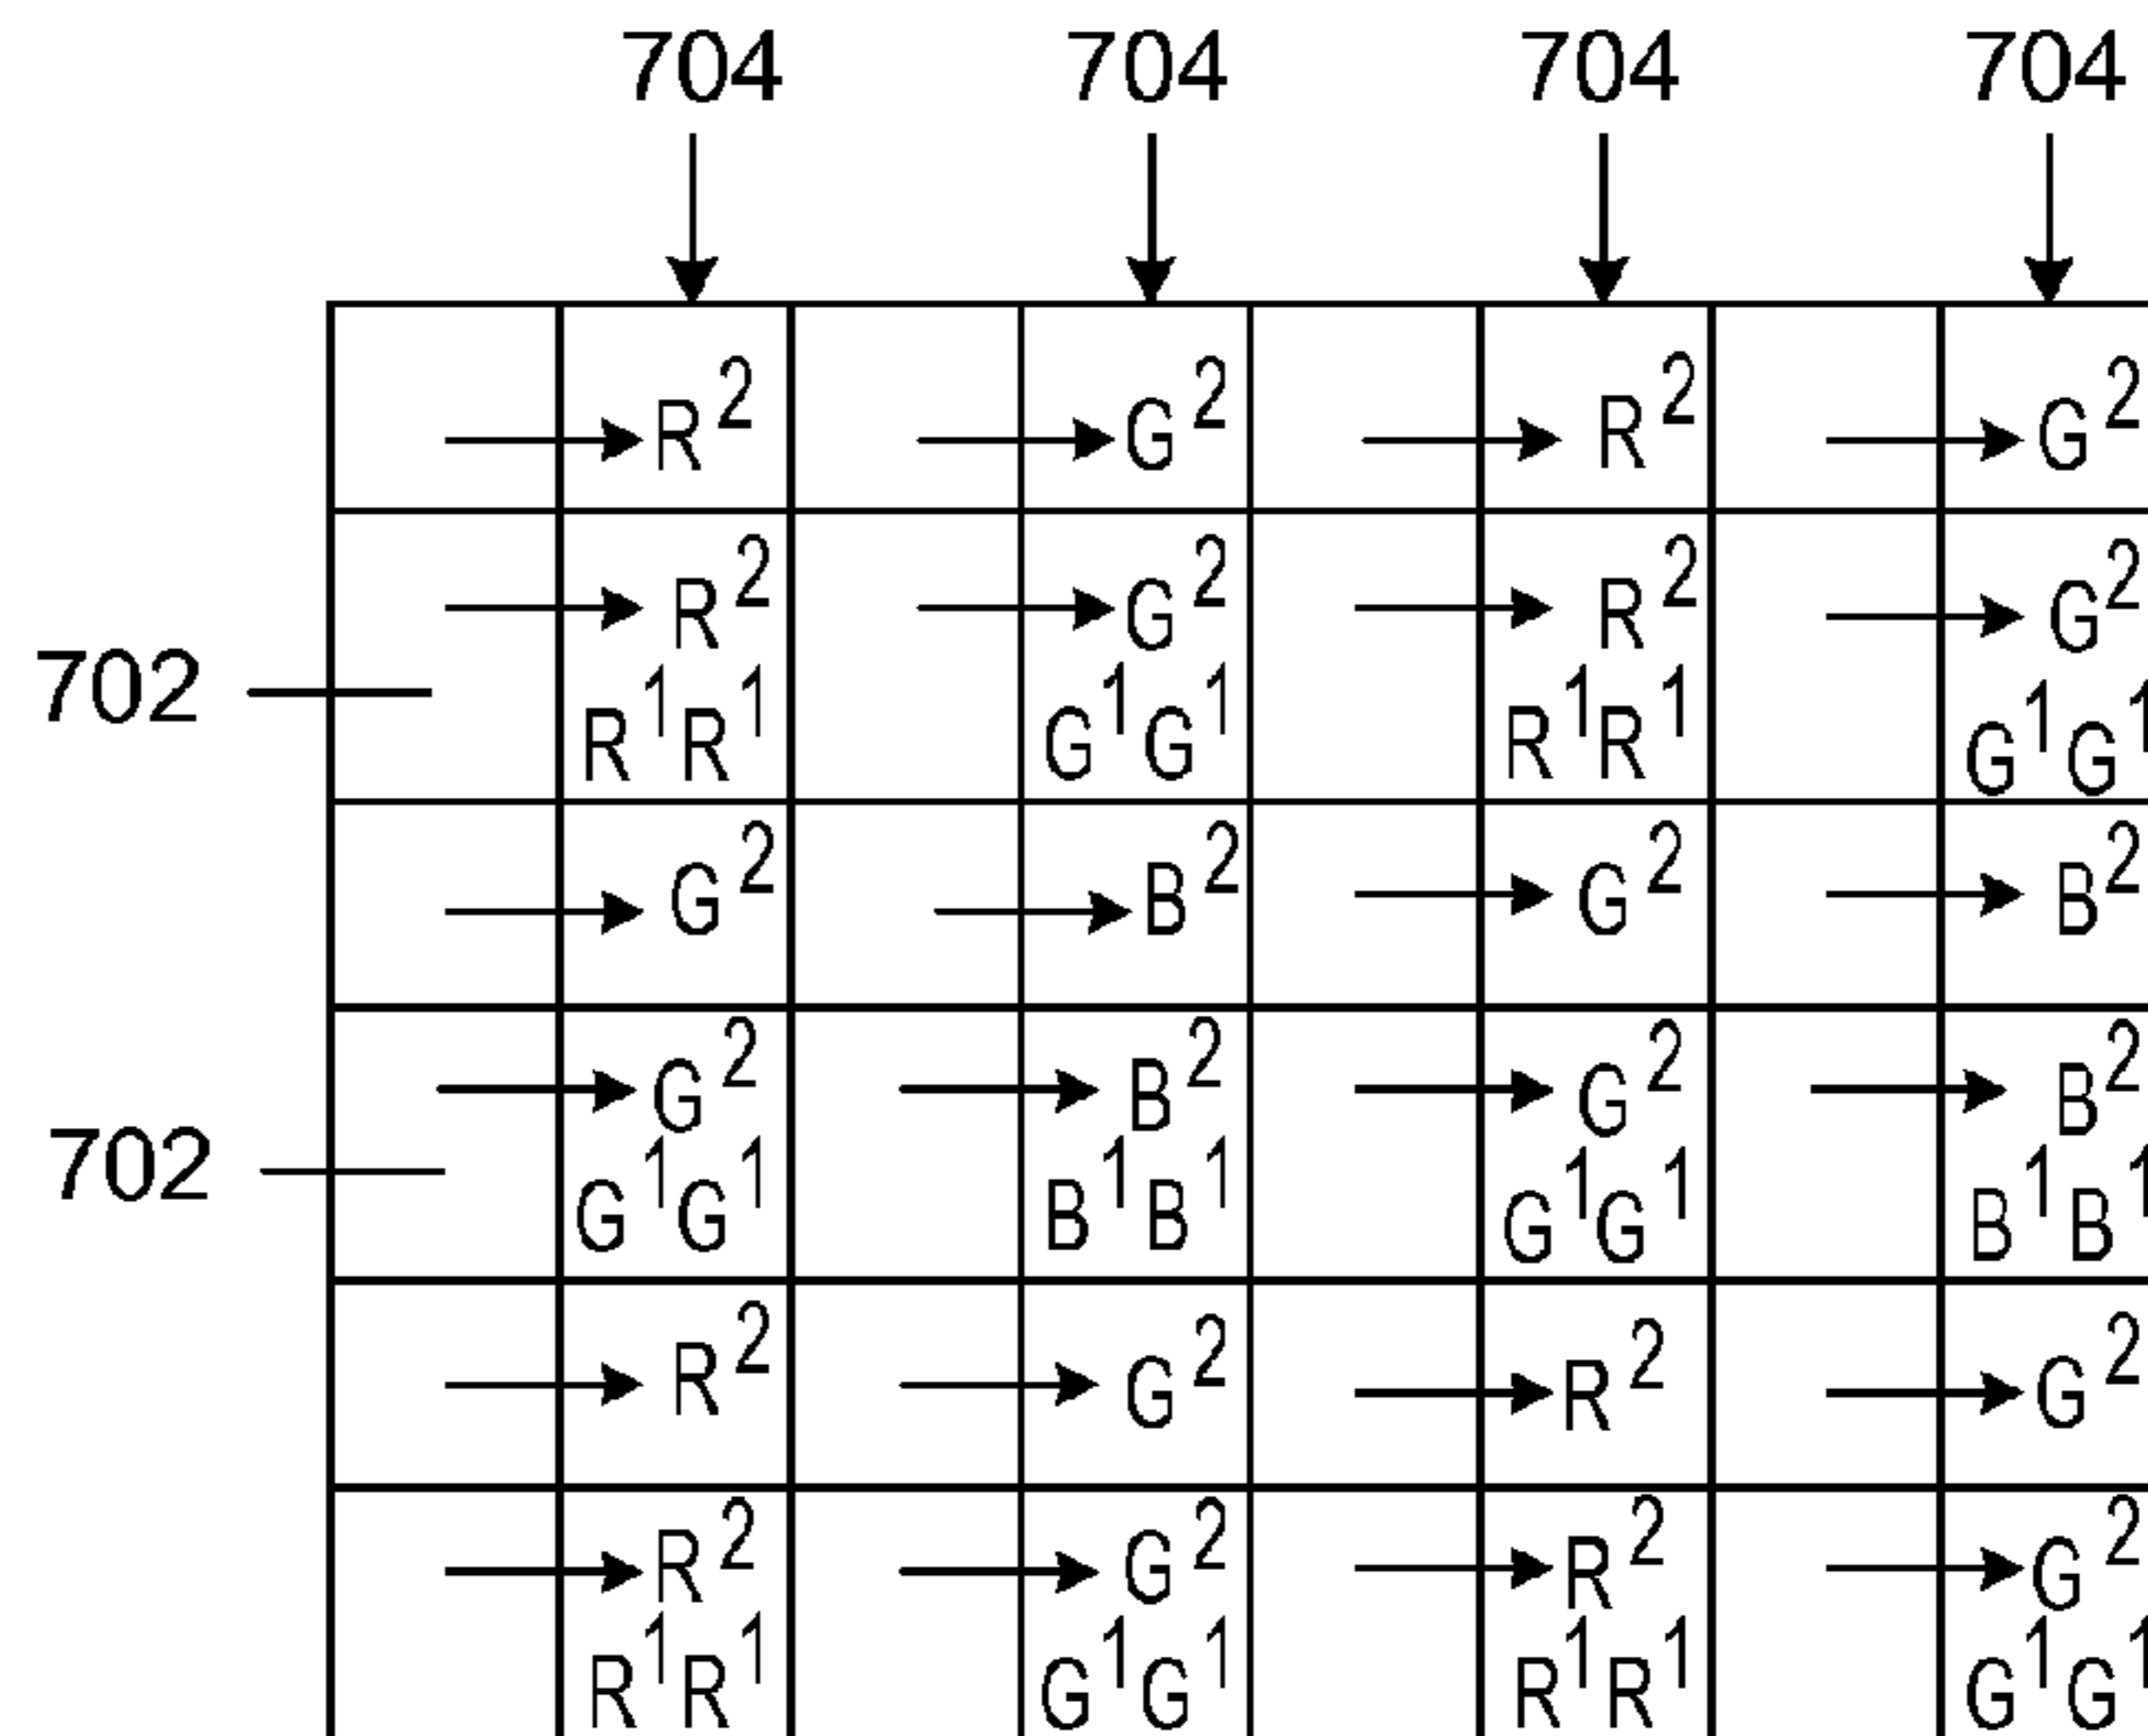 704 704 704 704
R² G² R² G²
R² G² R² G²
702
R¹R¹ G¹G¹ R¹R¹ G¹G¹
G² B² G² B²
G² B² G² B²
702
G¹G¹ B¹B¹ G¹G¹ B¹B¹
R² G² R² G²
R² G² R² G²
R¹R¹ G¹G¹ R¹R¹ G¹G¹